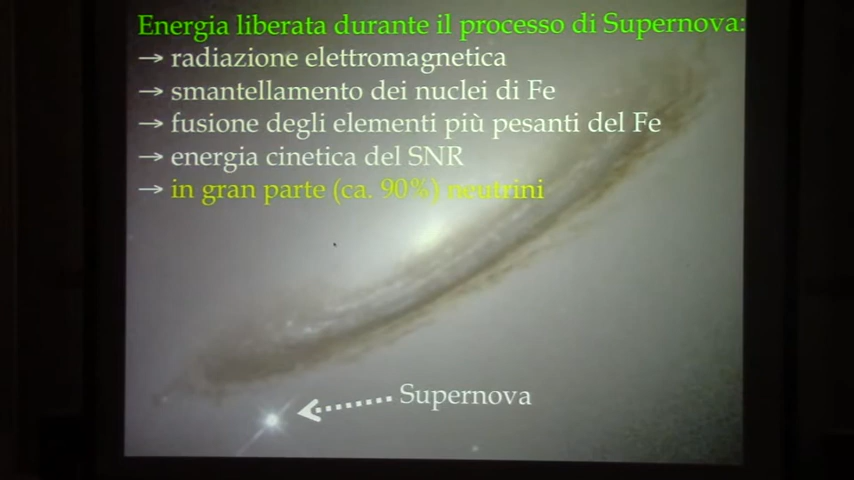 Energia liberata durante il processo di Supernova:
→ radiazione elettromagnetica
→ smantellamento dei nuclei di Fe
→ fusione degli elementi più pesanti del Fe
→ energia cinetica del SNR
→ in gran parte (ca. 90%) neutrini
Supernova